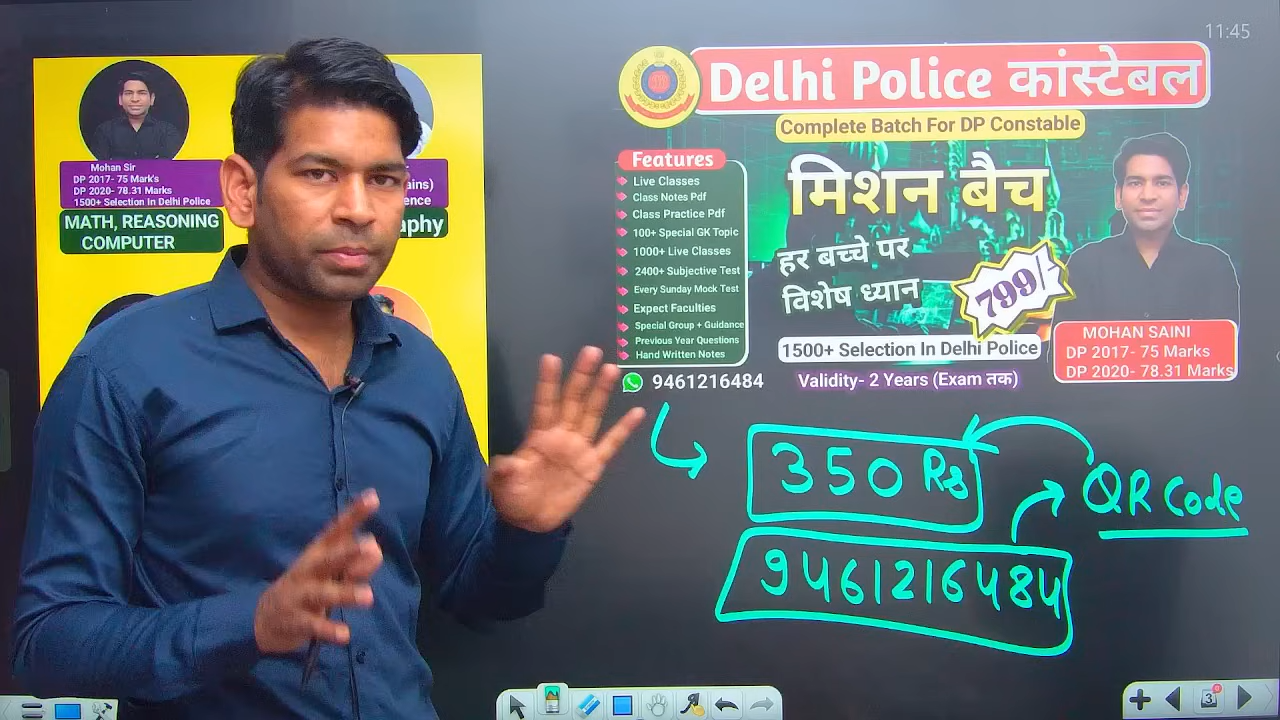 11:45
Mohan Sir
DP 2017- 75 Mark's
DP 2020- 78.31 Marks
1500+ Selection In Delhi Police
MATH, REASONING
COMPUTER
Delhi Police कांस्टेबल
Complete Batch For DP Constable
Features
Live Classes
Class Notes Pdf
Class Practice Pdf
100+ Special GK Topic
1000+ Live Classes
2400+ Subjective Test
Every Sunday Mock Test
Expect Faculties
Special Group + Guidance
Previous Year Questions
Hand Written Notes
9461216484
मिशन बैच
हर बच्चे पर
विशेष ध्यान
799/-
1500+ Selection In Delhi Police
Validity- 2 Years (Exam तक)
MOHAN SAINI
DP 2017- 75 Marks
DP 2020- 78.31 Marks
350 Rs
QR Code
9461216484
3